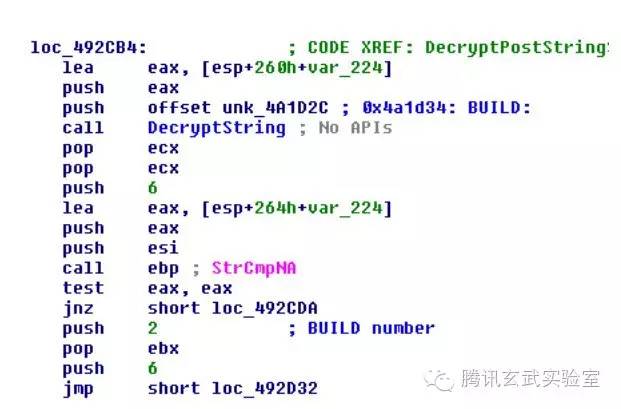 loc_492CB4: ; CODE XREF: DecryptPostStrings
lea eax, [esp+260h+var_224]
push eax
push offset unk_4A1D2C ; 0x4a1d34: BUILD:
call DecryptString ; No APIs
pop ecx
pop ecx
push 6
lea eax, [esp+264h+var_224]
push eax
push esi
call ebp ; StrCmpNA
test eax, eax
jnz short loc_492CDA
push 2 ; BUILD number
pop ebx
push 6
jmp short loc_492D32
腾讯玄武实验室